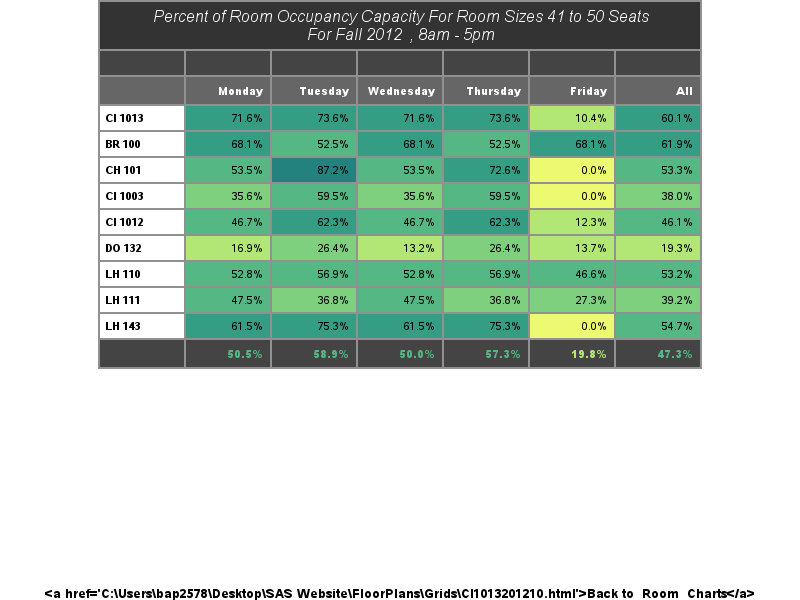 Percent of Room Occupancy Capacity For Room Sizes 41 to 50 Seats
For Fall 2012 , 8am - 5pm
Monday Tuesday Wednesday Thursday Friday All
CI 1013 71.6% 73.6% 71.6% 73.6% 10.4% 60.1%
BR 100 68.1% 52.5% 68.1% 52.5% 68.1% 61.9%
CH 101 53.5% 87.2% 53.5% 72.6% 0.0% 53.3%
CI 1003 35.6% 59.5% 35.6% 59.5% 0.0% 38.0%
CI 1012 46.7% 62.3% 46.7% 62.3% 12.3% 46.1%
DO 132 16.9% 26.4% 13.2% 26.4% 13.7% 19.3%
LH 110 52.8% 56.9% 52.8% 56.9% 46.6% 53.2%
LH 111 47.5% 36.8% 47.5% 36.8% 27.3% 39.2%
LH 143 61.5% 75.3% 61.5% 75.3% 0.0% 54.7%
50.5% 58.9% 50.0% 57.3% 19.8% 47.3%
<a href='C:\Users\bap2578\Desktop\SAS Website\FloorPlans\Grids\CI1013201210.html'>Back to Room Charts</a>